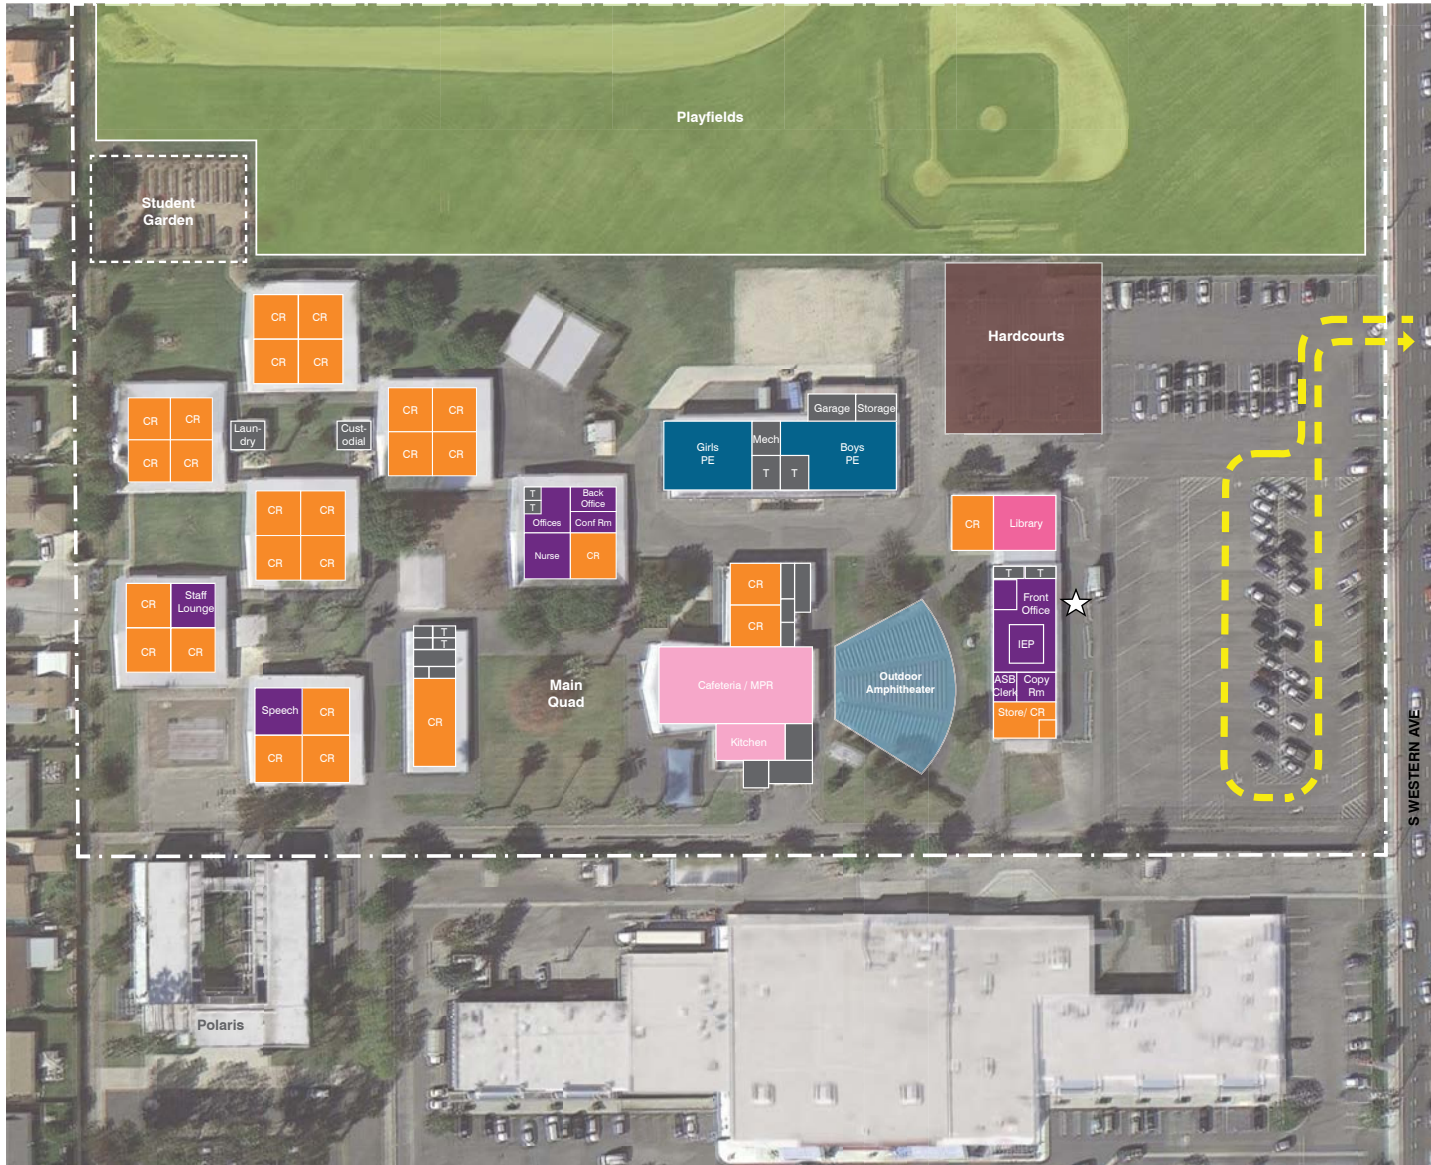 Playfields
Student
Garden
CR
CR
CR
CR
Hardcourts
CR
CR
CR
CR
Laun-
dry
Cust-
odial
CR
CR
CR
CR
Garage
Storage
Girls
PE
Mech
T
T
Boys
PE
CR
CR
CR
CR
T
T
Offices
Back
Office
Conf Rm
Nurse
CR
CR
Library
CR
Staff
Lounge
CR
CR
CR
CR
T
T
Front
Office
IEP
ASB
Clerk
Copy
Rm
Store/ CR
T
T
CR
Main
Quad
Cafeteria / MPR
Kitchen
Outdoor
Amphitheater
Speech
CR
CR
CR
S WESTERN AVE
Polaris